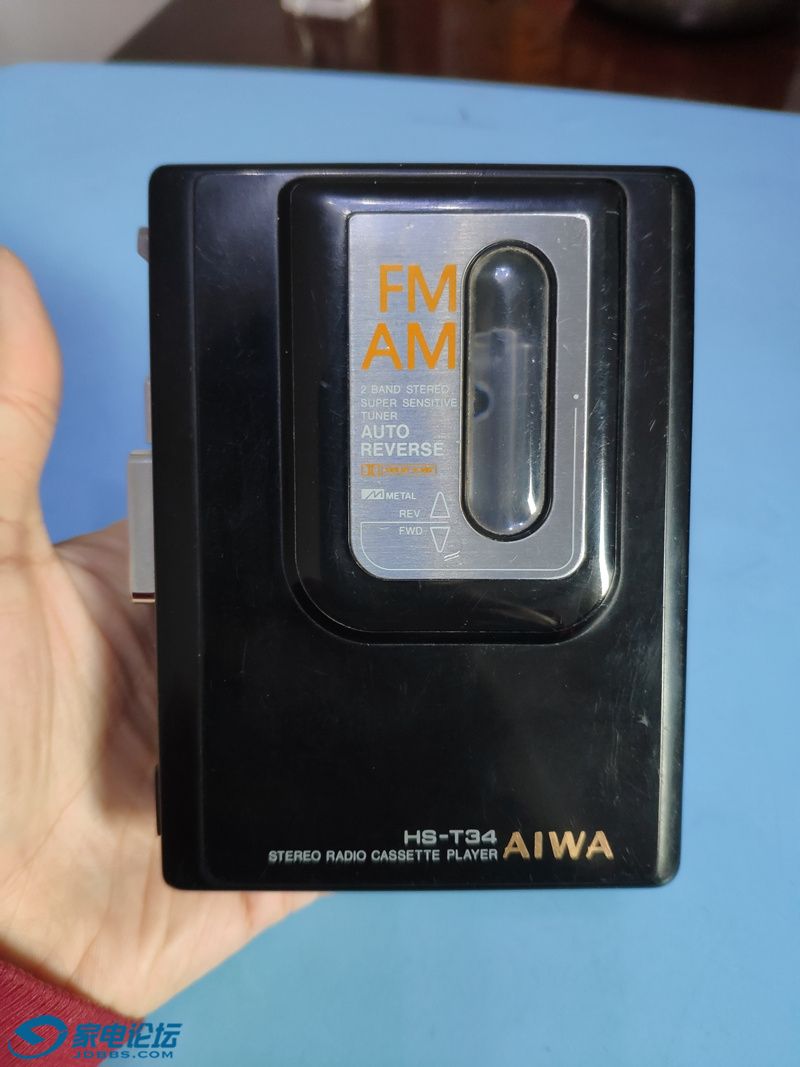 FM
AM
2 BAND STEREO
SUPER SENSITIVE
TUNER
AUTO
REVERSE
METAL
REV
FWD
HS-T34
STEREO RADIO CASSETTE PLAYER AIWA
家电论坛
JDBBS.COM